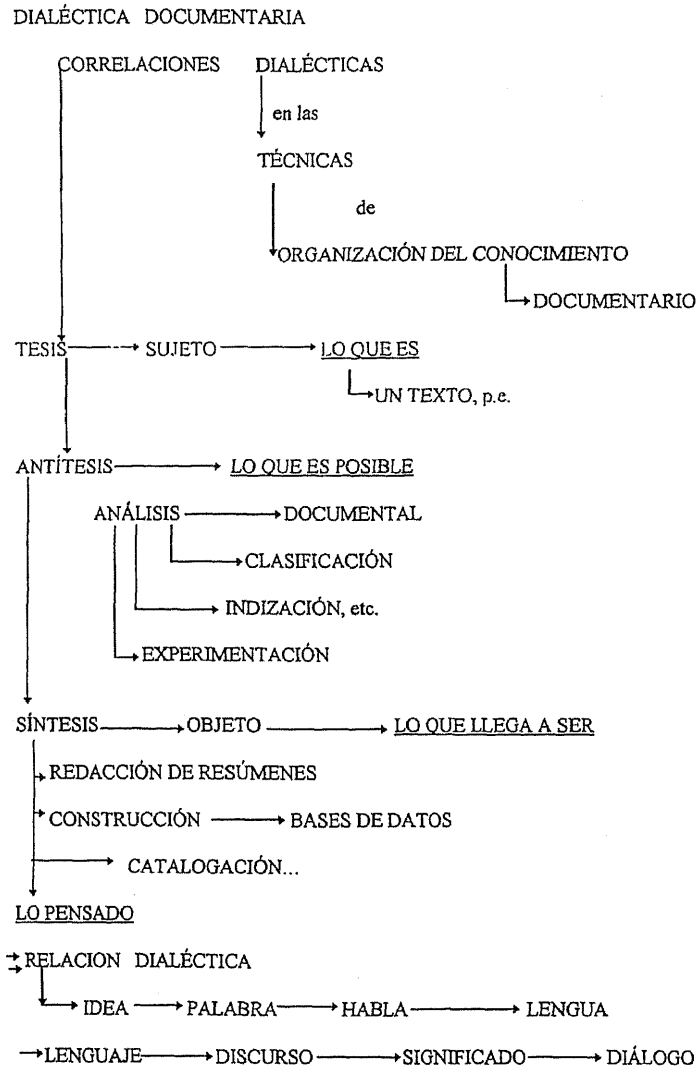 DIALÉCTICA DOCUMENTARIA
CORRELACIONES DIALÉCTICAS
en las
TÉCNICAS
de
ORGANIZACIÓN DEL CONOCIMIENTO
DOCUMENTARIO
TESIS SUJETO LO QUE ES
UN TEXTO, p.e.
ANTÍTESIS LO QUE ES POSIBLE
ANÁLISIS DOCUMENTAL
CLASIFICACIÓN
INDIZACIÓN, etc.
EXPERIMENTACIÓN
SÍNTESIS OBJETO LO QUE LLEGA A SER
REDACCIÓN DE RESÚMENES
CONSTRUCCIÓN BASES DE DATOS
CATALOGACIÓN...
LO PENSADO
RELACION DIALÉCTICA
IDEA PALABRA HABLA LENGUA
LENGUAJE DISCURSO SIGNIFICADO DIÁLOGO